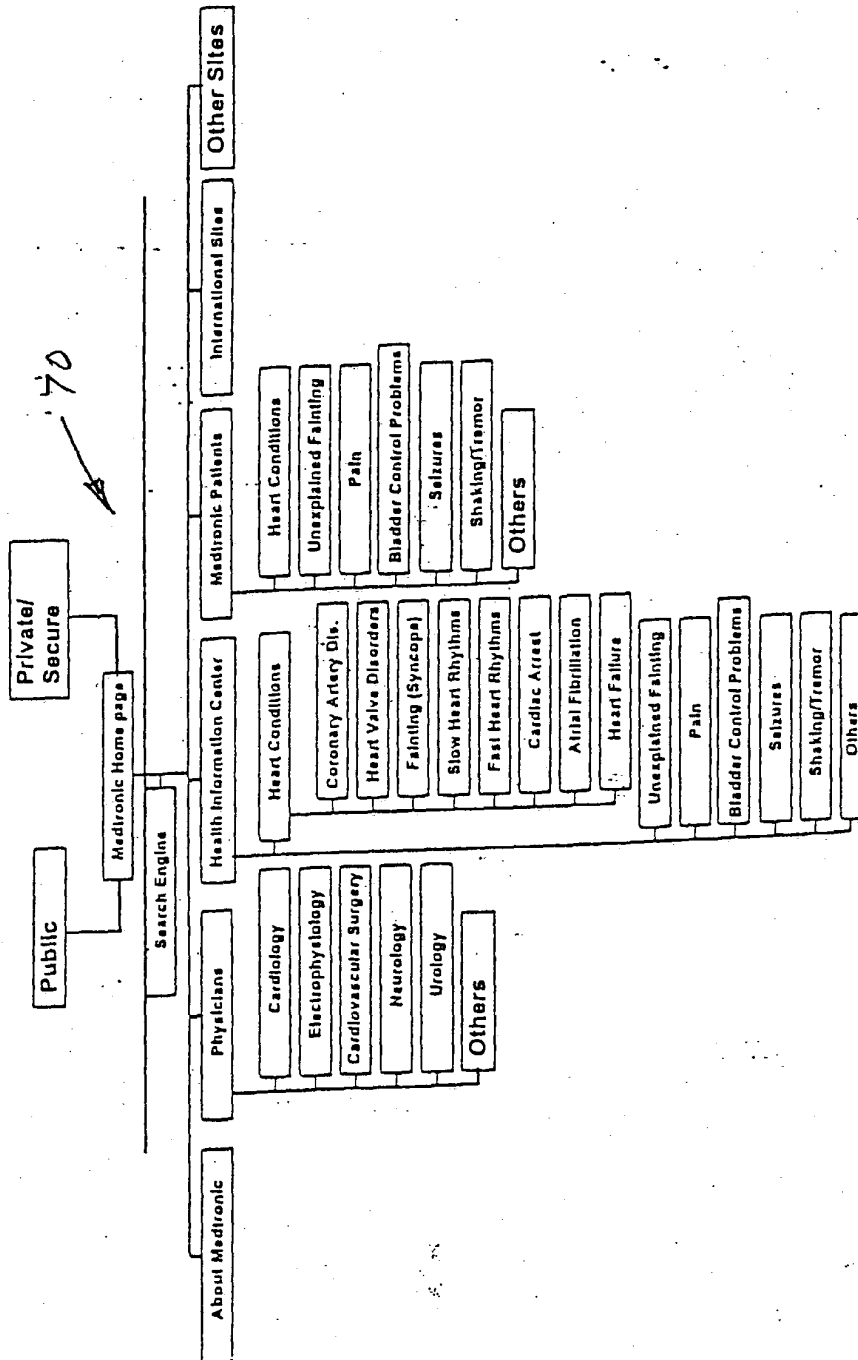 Public
Private/
Secure
Medtronic Home page
70
Search Engine
About Medtronic
Physicians
Health Information Center
Medtronic Patients
International Sites
Other Sites
Cardiology
Electrophysiology
Cardiovascular Surgery
Neurology
Urology
Others
Heart Conditions
Coronary Artery Dis.
Heart Valve Disorders
Fainting (Syncope)
Slow Heart Rhythms
Fast Heart Rhythms
Cardiac Arrest
Atrial Fibrillation
Heart Failure
Unexplained Fainting
Pain
Bladder Control Problems
Seizures
Shaking/Tremor
Others
Heart Conditions
Unexplained Fainting
Pain
Bladder Control Problems
Seizures
Shaking/Tremor
Others